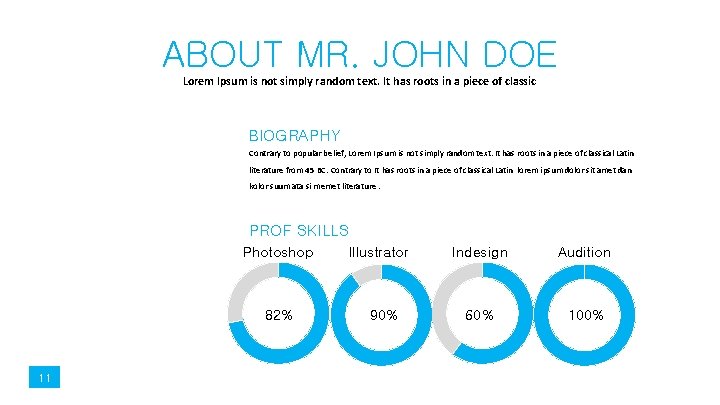 ABOUT MR. JOHN DOE
Lorem Ipsum is not simply random text. It has roots in a piece of classic
BIOGRAPHY
Contrary to popular belief, Lorem Ipsum is not simply random text. It has roots in a piece of classical Latin
literature from 45 BC. Contrary to It has roots in a piece of classical Latin lorem ipsum dolor sit amet dan
kolor suumata si memet literature.
PROF SKILLS
Photoshop Illustrator Indesign Audition
82% 90% 60% 100%
11